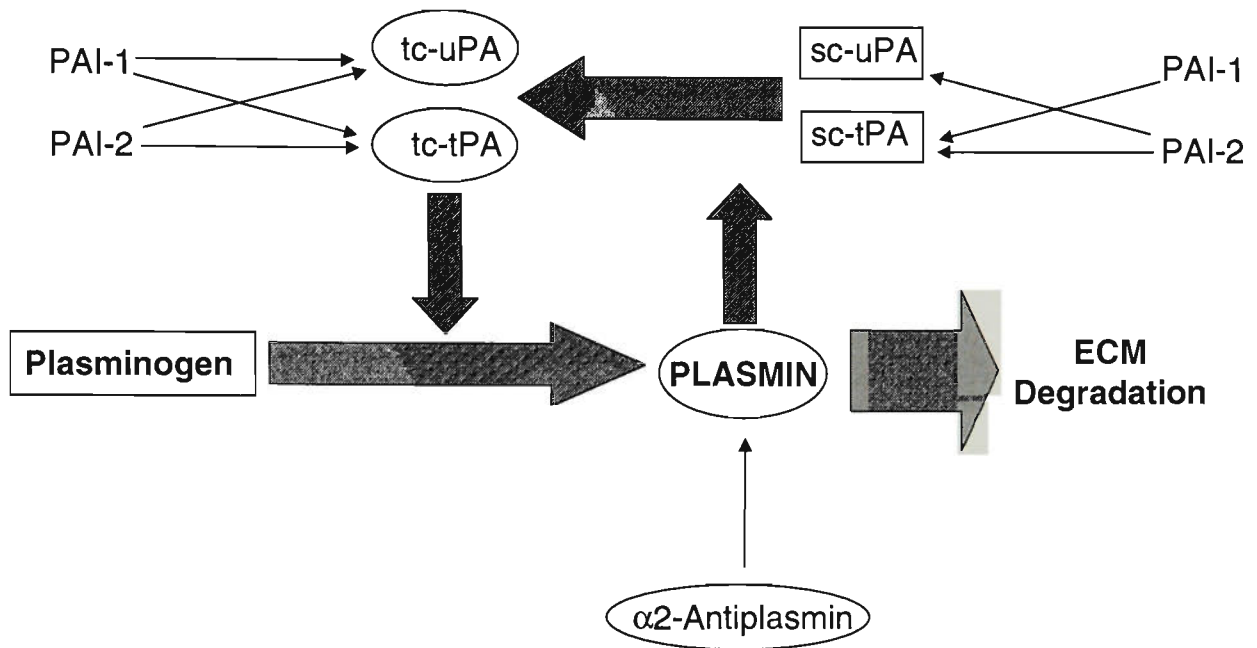 tc-uPA
sc-uPA
PAI-1
PAI-1
PAI-2
tc-tPA
sc-tPA
PAI-2
Plasminogen
PLASMIN
ECM
Degradation
α2-Antiplasmin